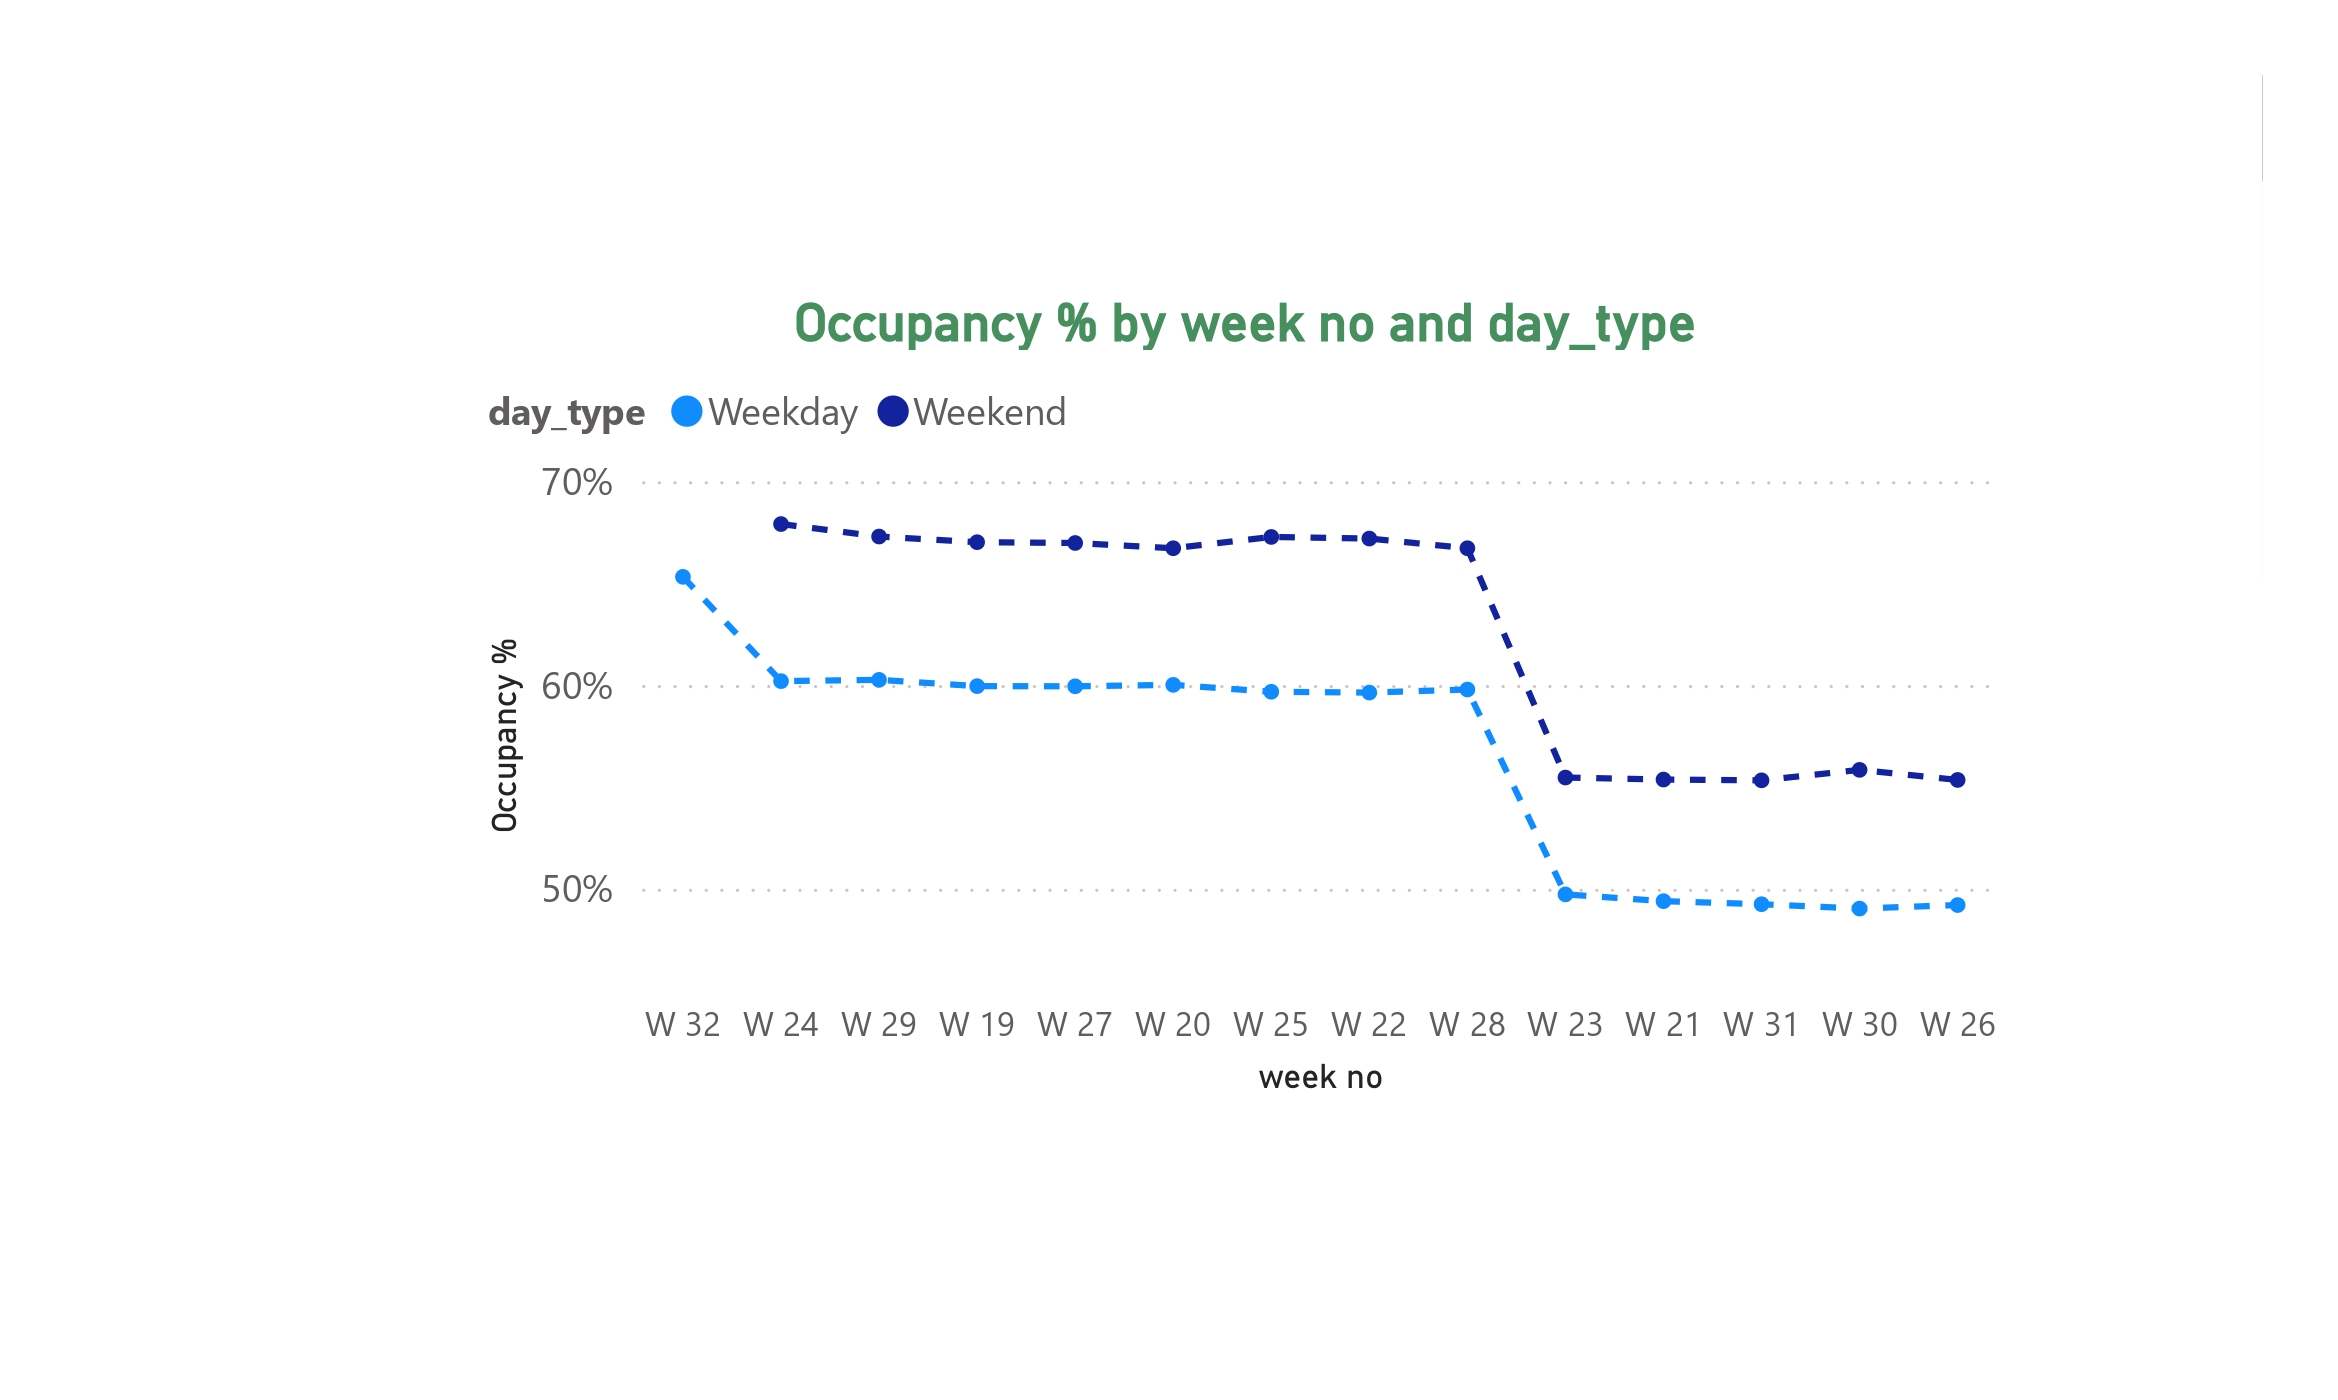 Occupancy % by week no and day_type
day_type Weekday Weekend
70%
60%
50%
Occupancy %
W 32 W 24 W 29 W 19 W 27 W 20 W 25 W 22 W 28 W 23 W 21 W 31 W 30 W 26
week no